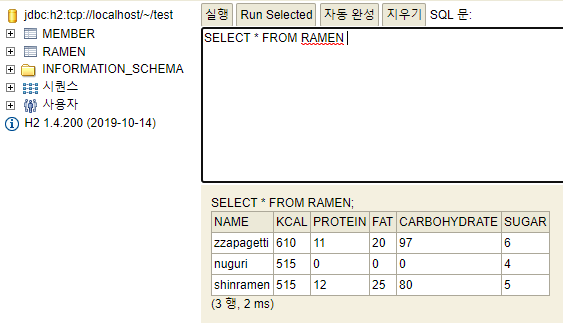 jdbc:h2:tcp://localhost/~/test
MEMBER
RAMEN
INFORMATION_SCHEMA
시퀀스
사용자
H2 1.4.200 (2019-10-14)
실행 Run Selected 자동 완성 지우기 SQL 문:
SELECT * FROM RAMEN
SELECT * FROM RAMEN;
NAME KCAL PROTEIN FAT CARBOHYDRATE SUGAR
zzapagetti 610 11 20 97 6
nuguri 515 0 0 0 4
shinramen 515 12 25 80 5
(3 행, 2 ms)